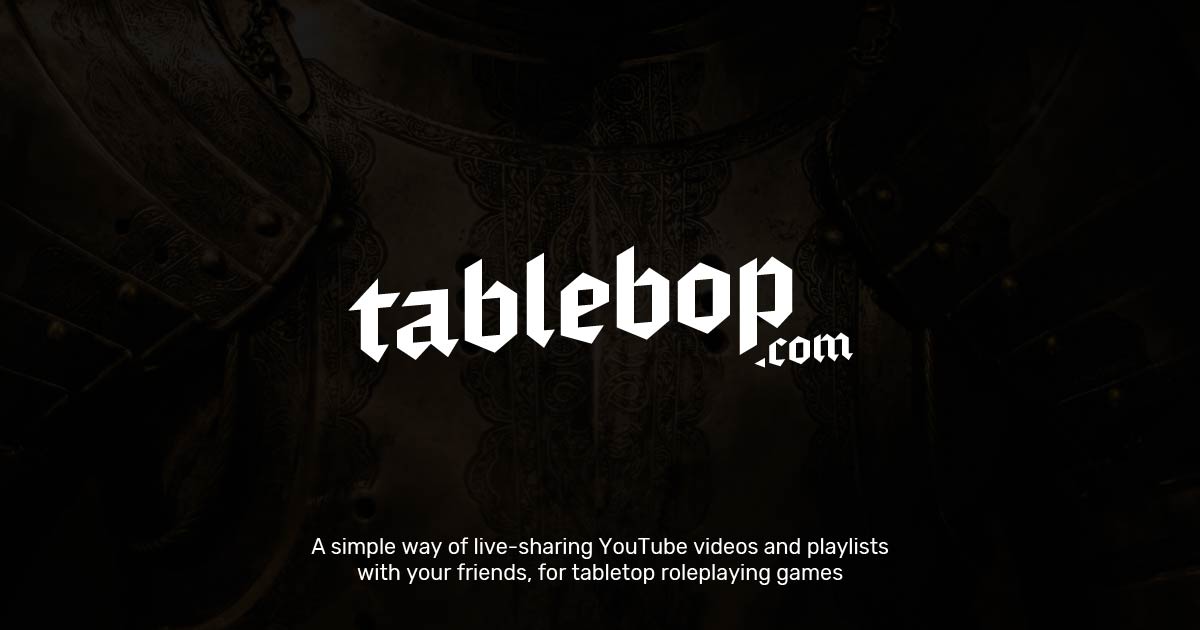 tablebop
.com
A simple way of live-sharing YouTube videos and playlists
with your friends, for tabletop roleplaying games